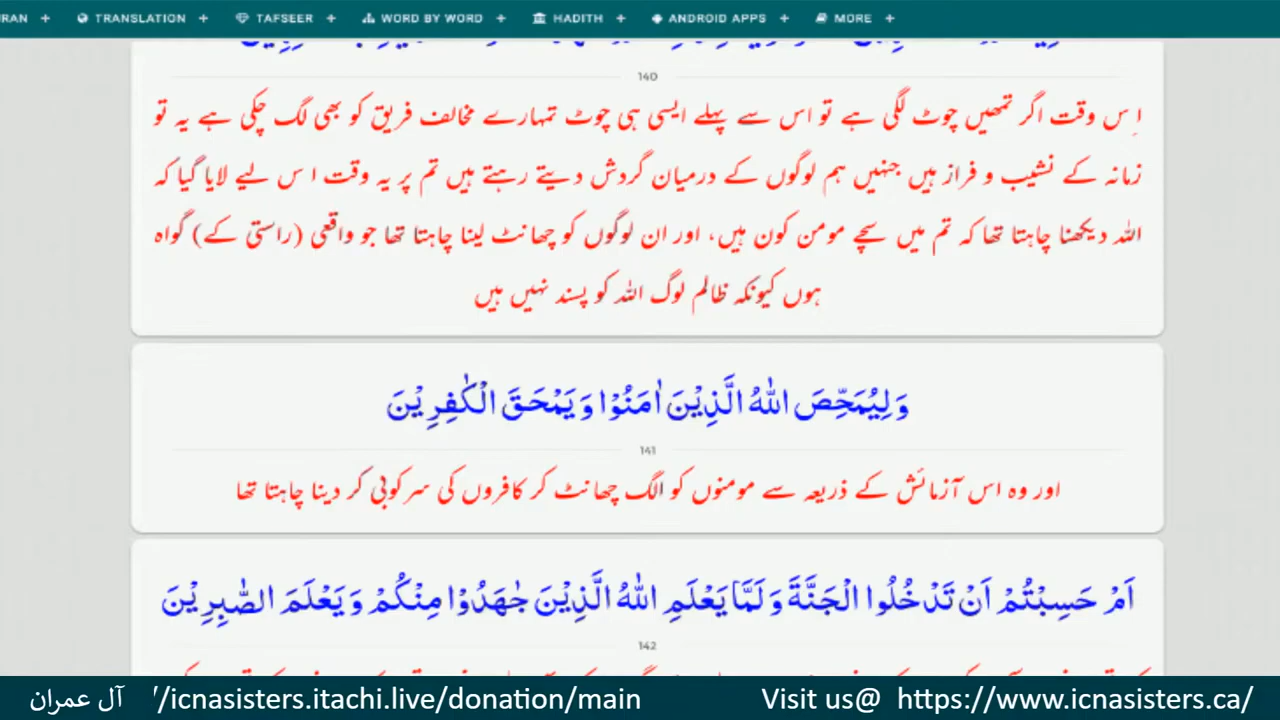 URAN + TRANSLATION + TAFSEER + WORD BY WORD + HADITH + ANDROID APPS + MORE +
140
اِس وقت اگر تمھیں چوٹ لگی ہے تو اس سے پہلے ایسی ہی چوٹ تمہارے مخالف فریق کو بھی لگ چکی ہے یہ تو
زمانہ کے نشیب و فراز ہیں جنہیں ہم لوگوں کے درمیان گردش دیتے رہتے ہیں تم پر یہ وقت ا س لیے لایا گیا کہ
اللہ دیکھنا چاہتا تھا کہ تم میں سچے مومن کون ہیں، اور ان لوگوں کو چھانٹ لینا چاہتا تھا جو واقعی (راستی کے) گواہ
ہوں کیونکہ ظالم لوگ اللہ کو پسند نہیں ہیں
وَ لِیُمَحِّصَ اللّٰهُ الَّذِیْنَ اٰمَنُوْا وَ یَمْحَقَ الْكٰفِرِیْنَ
141
اور وہ اس آزمائش کے ذریعہ سے مومنوں کو الگ چھانٹ کر کافروں کی سرکوبی کر دینا چاہتا تھا
اَمْ حَسِبْتُمْ اَنْ تَدْخُلُوا الْجَنَّةَ وَ لَمَّا یَعْلَمِ اللّٰهُ الَّذِیْنَ جٰهَدُوْا مِنْكُمْ وَ یَعْلَمَ الصّٰبِرِیْنَ
142
آل عمران //icnasisters.itachi.live/donation/main Visit us@ https://www.icnasisters.ca/